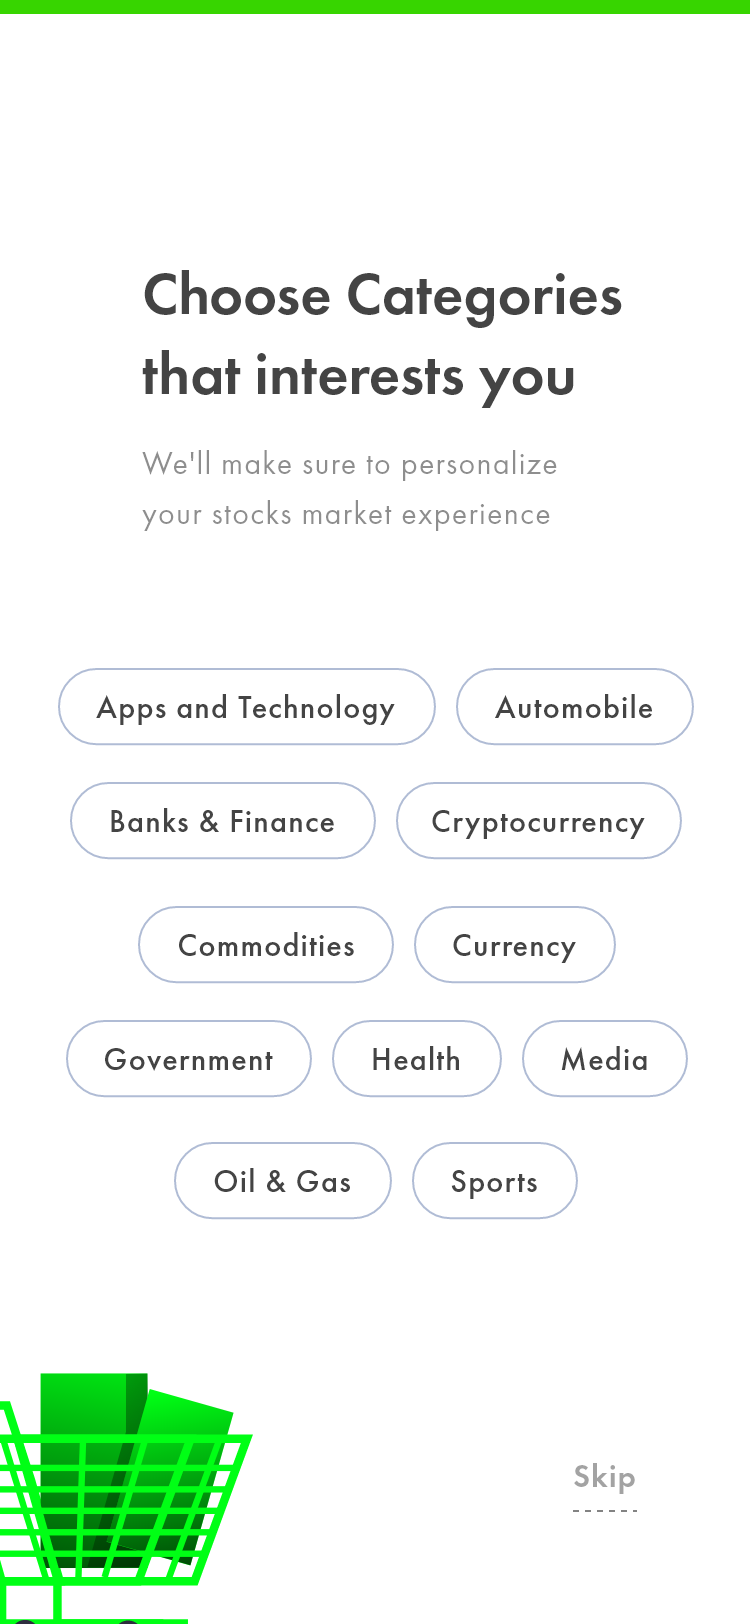 Choose Categories
that interests you
We'll make sure to personalize
your stocks market experience
Apps and Technology
Automobile
Banks & Finance
Cryptocurrency
Commodities
Currency
Government
Health
Media
Oil & Gas
Sports
Skip